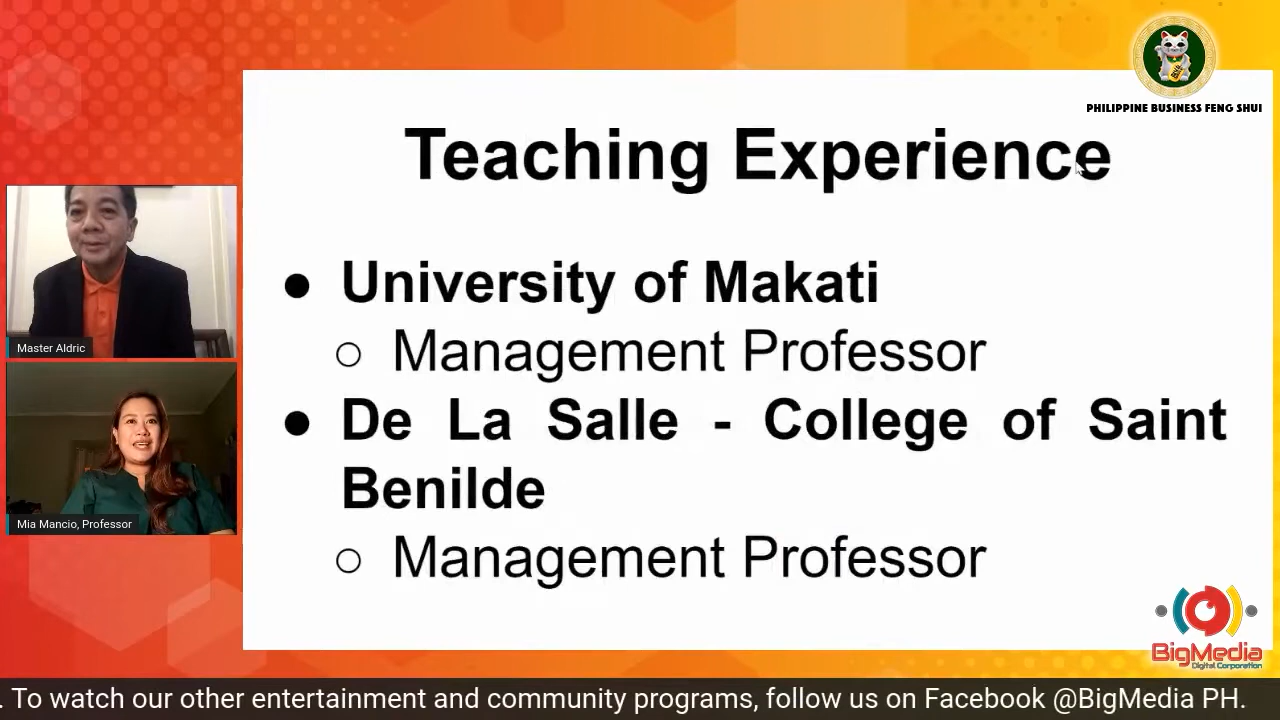 PHILIPPINE BUSINESS FENG SHUI
Teaching Experience
● University of Makati
○ Management Professor
● De La Salle - College of Saint
Benilde
○ Management Professor
Master Aldric
Mia Mancio, Professor
BigMedia
Digital Corporation
. To watch our other entertainment and community programs, follow us on Facebook @BigMedia PH.